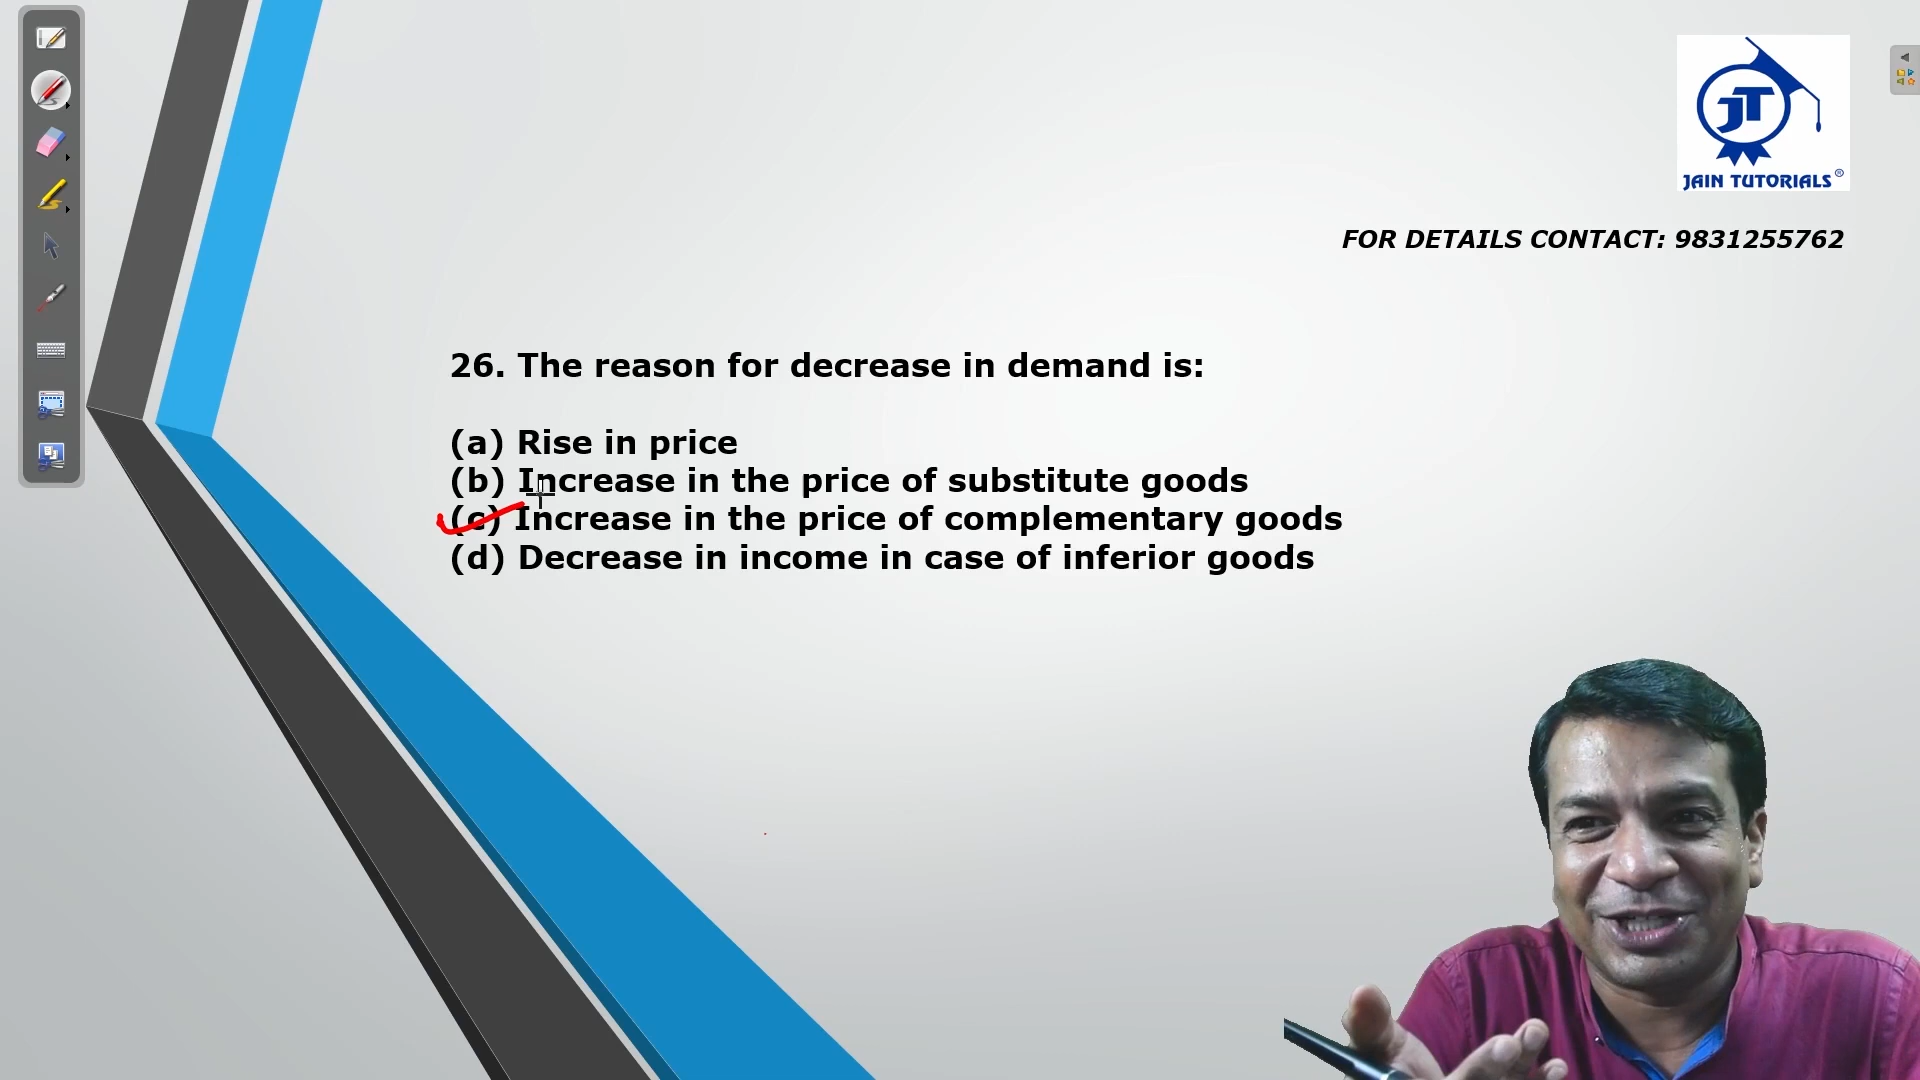 JT
JAIN TUTORIALS®
FOR DETAILS CONTACT: 9831255762
26. The reason for decrease in demand is:
(a) Rise in price
(b) Increase in the price of substitute goods
(c) Increase in the price of complementary goods
(d) Decrease in income in case of inferior goods